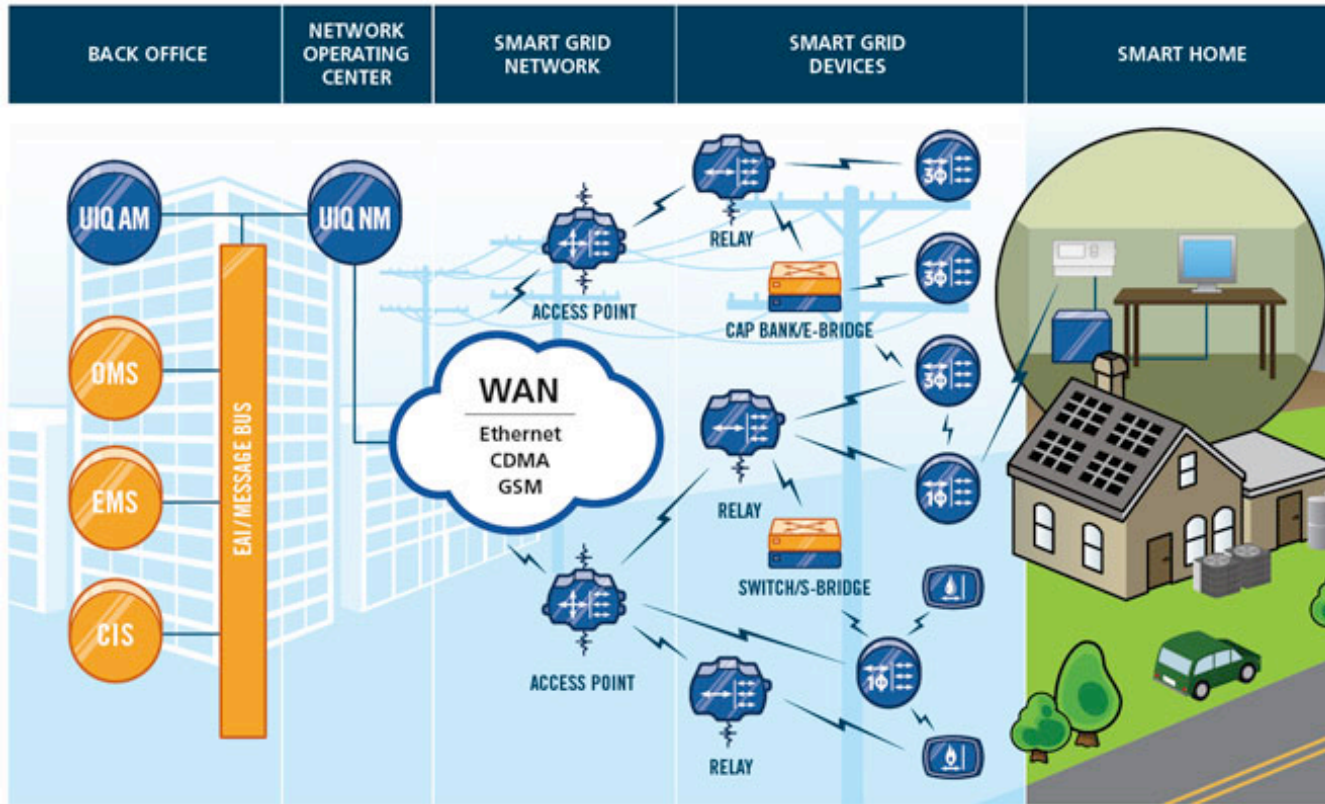 BACK OFFICE
NETWORK
OPERATING
CENTER
SMART GRID
NETWORK
SMART GRID
DEVICES
SMART HOME
UIQ AM
UIQ NM
OMS
EMS
CIS
EAI/MESSAGE BUS
WAN
Ethernet
CDMA
GSM
ACCESS POINT
ACCESS POINT
RELAY
CAP BANK/E-BRIDGE
RELAY
SWITCH/S-BRIDGE
RELAY
3Φ
3Φ
3Φ
1Φ
1Φ